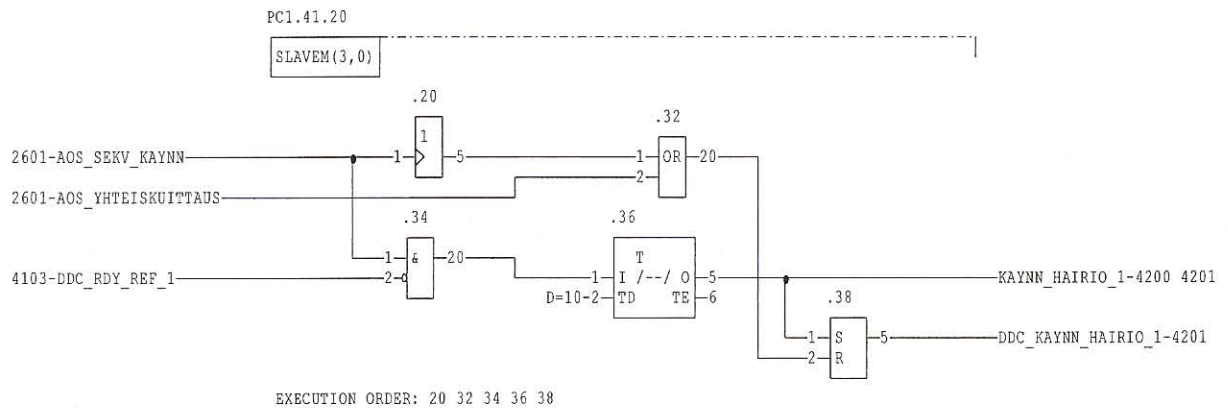 PC1.41.20
SLAVEM(3,0)
.20
.32
1
2601-AOS_SEKV_KAYNN 1 5 1 OR 20
2601-AOS_YHTEISKUITTAUS 2
.34 .36
1 & 20 T
4103-DDC_RDY_REF_1 2 1 I /--/ O 5 KAYNN_HAIRIO_1-4200 4201
D=10-2 TD TE 6 .38
1 S 5 DDC_KAYNN_HAIRIO_1-4201
2 R
EXECUTION ORDER: 20 32 34 36 38